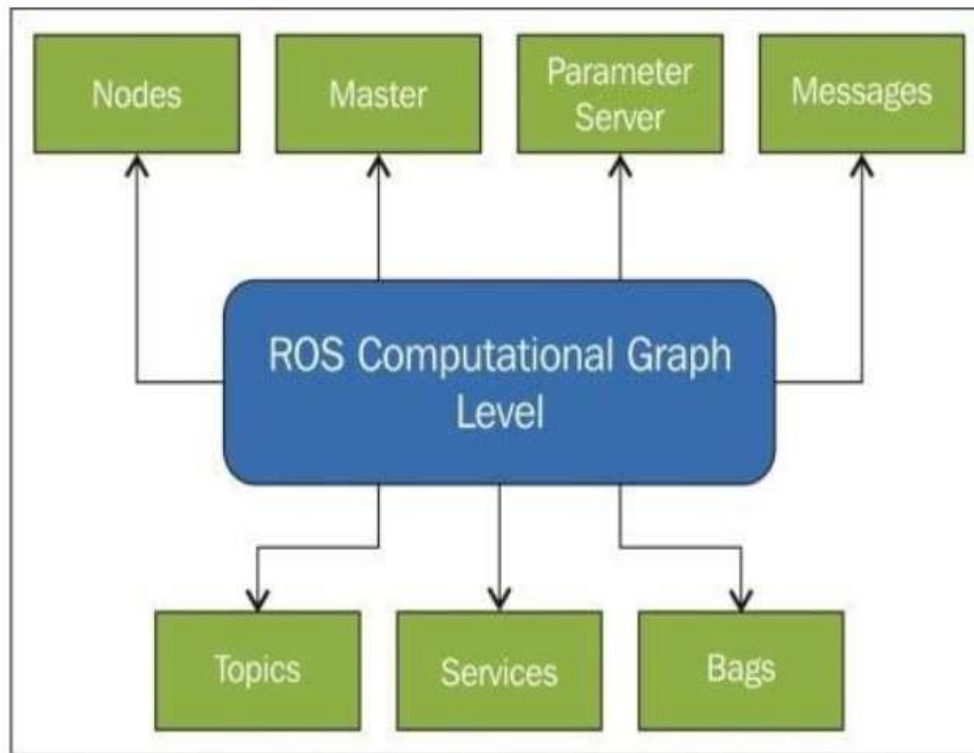 Nodes
Master
Parameter
Server
Messages
ROS Computational Graph
Level
Topics
Services
Bags